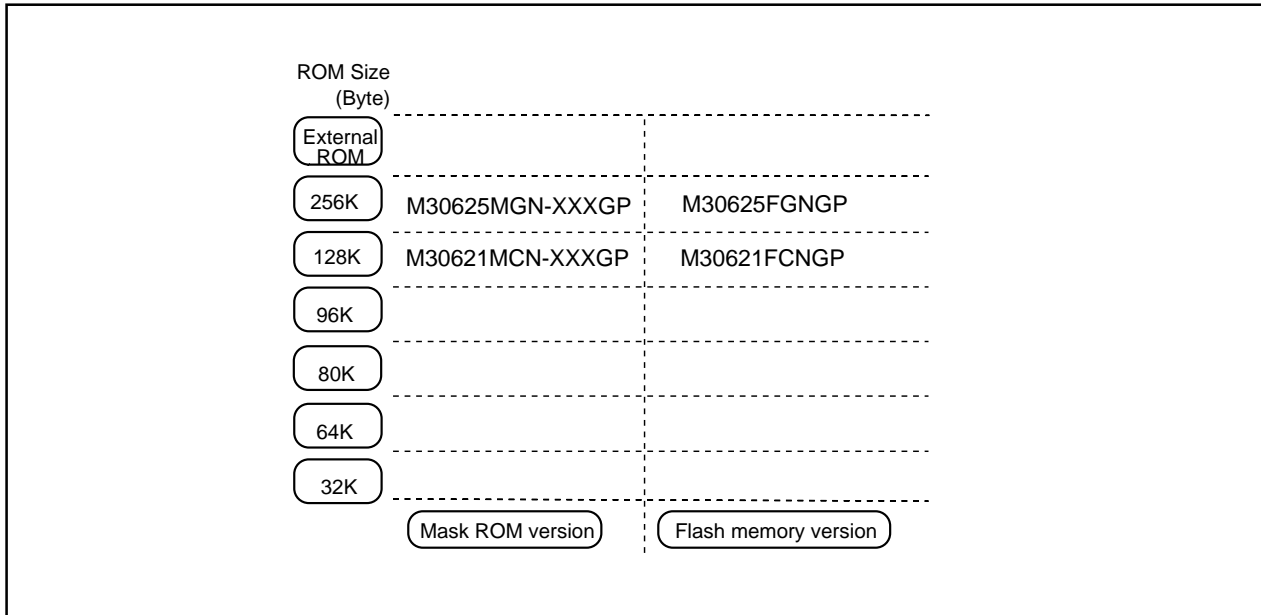 ROM Size
(Byte)
External
ROM
256K M30625MGN-XXXGP M30625FGNGP
128K M30621MCN-XXXGP M30621FCNGP
96K
80K
64K
32K
Mask ROM version Flash memory version